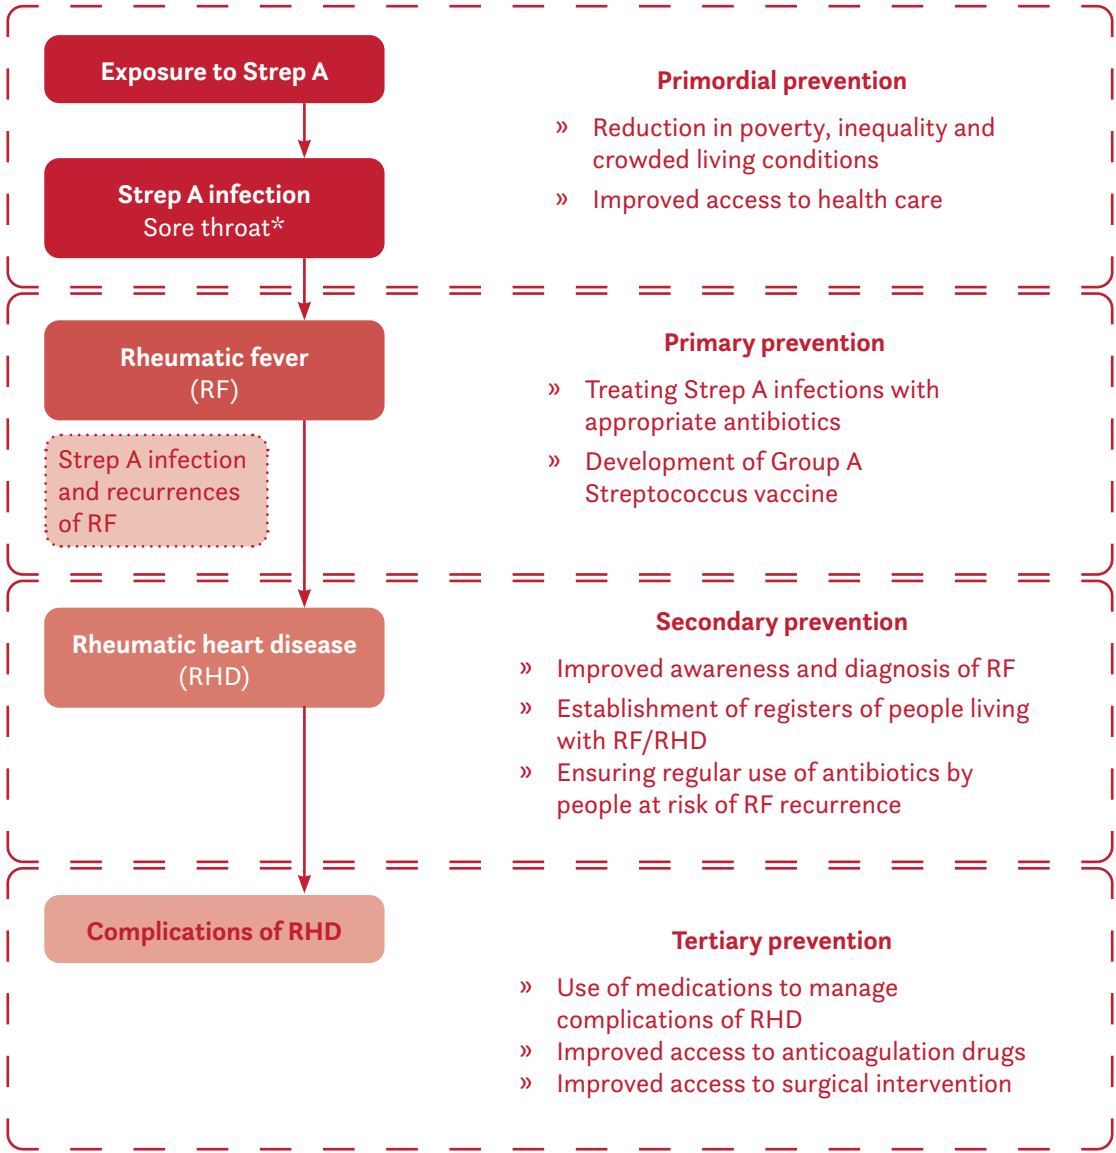 Exposure to Strep A
Strep A infection
Sore throat*
Primordial prevention
» Reduction in poverty, inequality and
crowded living conditions
» Improved access to health care
Rheumatic fever
(RF)
Strep A infection
and recurrences
of RF
Primary prevention
» Treating Strep A infections with
appropriate antibiotics
» Development of Group A
Streptococcus vaccine
Rheumatic heart disease
(RHD)
Secondary prevention
» Improved awareness and diagnosis of RF
» Establishment of registers of people living
with RF/RHD
» Ensuring regular use of antibiotics by
people at risk of RF recurrence
Complications of RHD
Tertiary prevention
» Use of medications to manage
complications of RHD
» Improved access to anticoagulation drugs
» Improved access to surgical intervention